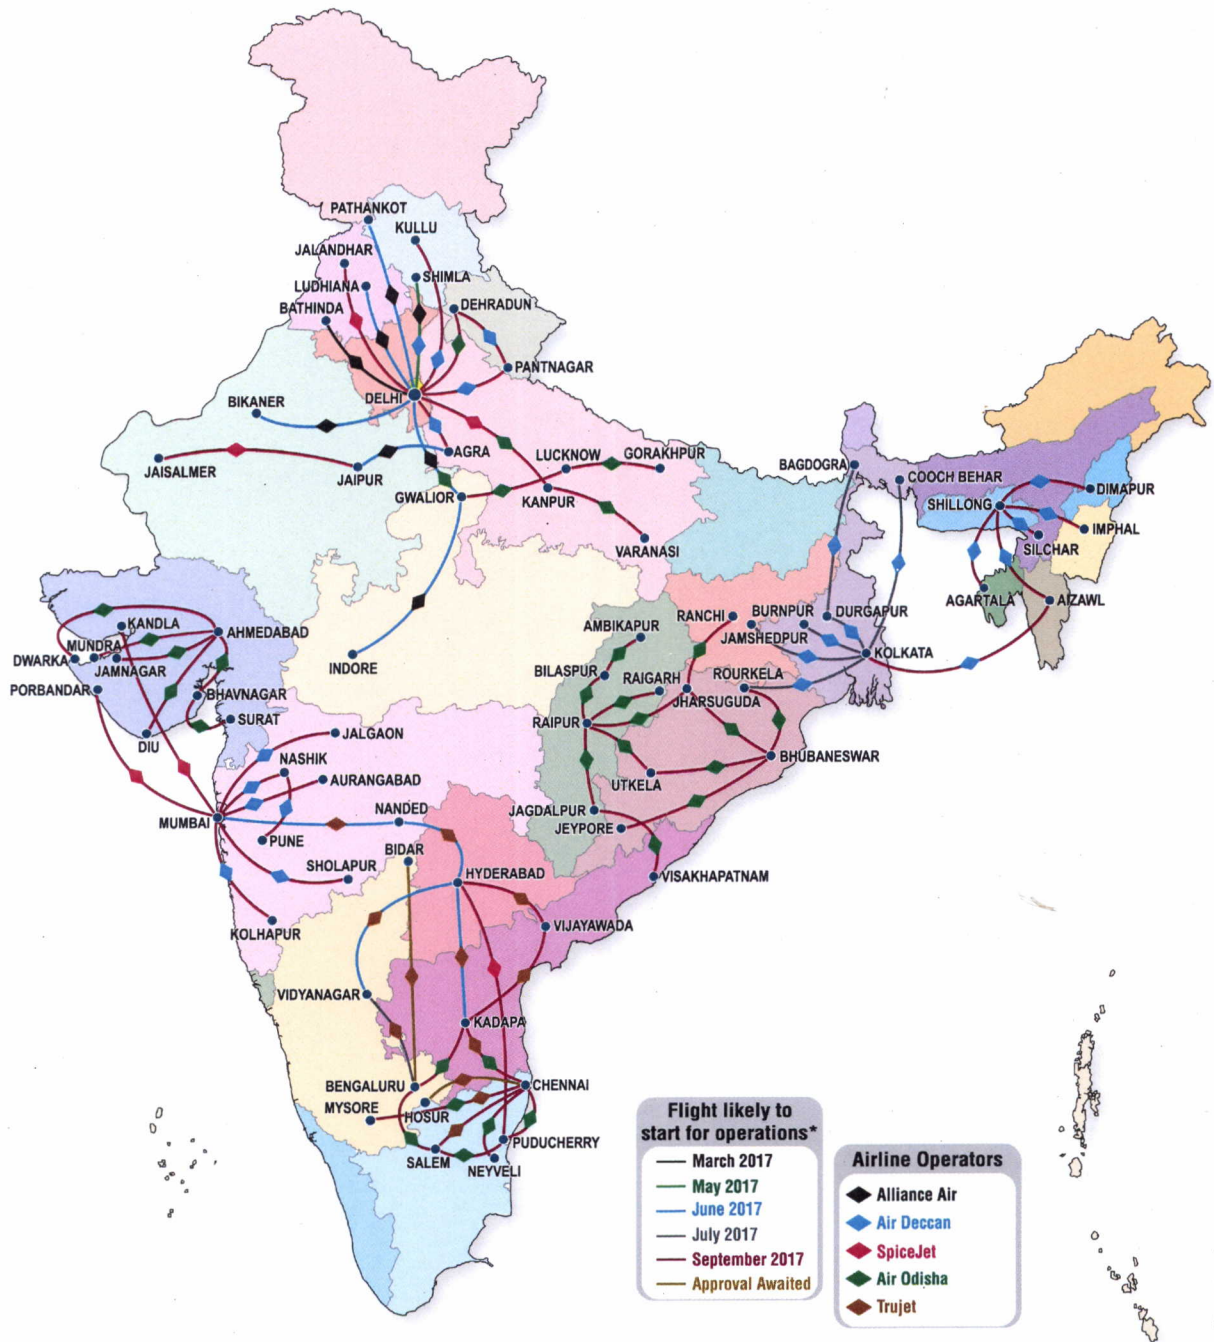 PATHANKOT
KULLU
JALANDHAR
SHIMLA
LUDHIANA
DEHRADUN
BATHINDA
PANTNAGAR
DELHI
BIKANER
AGRA
LUCKNOW
GORAKHPUR
JAISALMER
JAIPUR
GWALIOR
KANPUR
VARANASI
BAGDOGRA
COOCH BEHAR
DIMAPUR
SHILLONG
IMPHAL
SILCHAR
AGARTALA
AIZAWL
KANDLA
AHMEDABAD
MUNDRA
DWARKA
JAMNAGAR
PORBANDAR
BHAVNAGAR
SURAT
DIU
INDORE
AMBIKAPUR
RANCHI
BURNPUR
DURGAPUR
JAMSHEDPUR
KOLKATA
BILASPUR
RAIGARH
ROURKELA
JHARSUGUDA
RAIPUR
BHUBANESWAR
UTKELA
JAGDALPUR
JEYPORE
VISAKHAPATNAM
JALGAON
NASHIK
AURANGABAD
NANDED
MUMBAI
PUNE
BIDAR
SHOLAPUR
HYDERABAD
KOLHAPUR
VIJAYAWADA
VIDYANAGAR
KADAPA
BENGALURU
CHENNAI
MYSORE
HOSUR
PUDUCHERRY
SALEM
NEYVELI
Flight likely to
start for operations*
March 2017
May 2017
June 2017
July 2017
September 2017
Approval Awaited
Airline Operators
Alliance Air
Air Deccan
SpiceJet
Air Odisha
Trujet